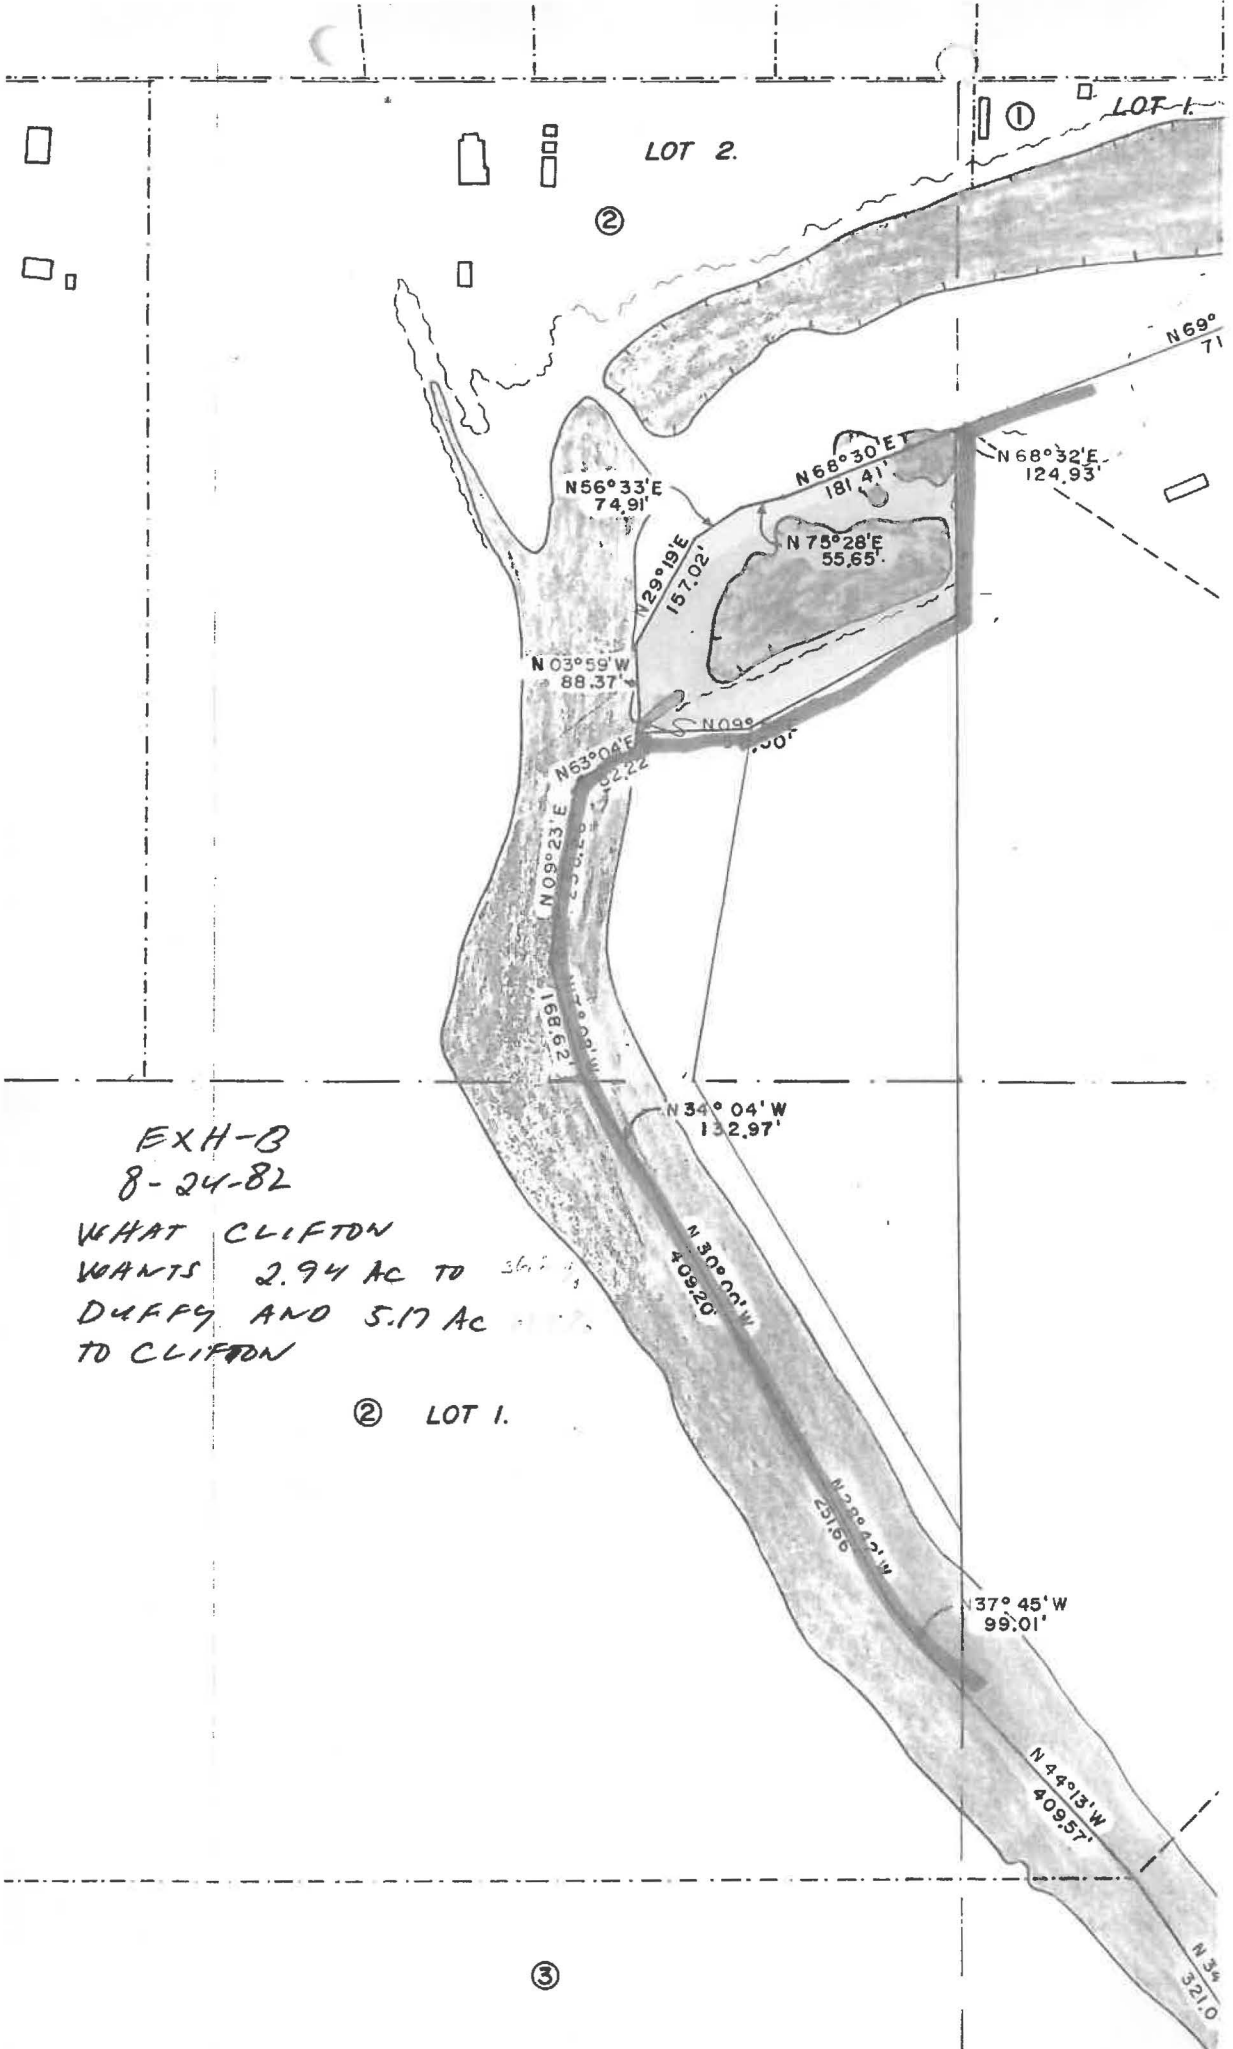 LOT 1.
①
LOT 2.
②
N69°
71
N68°30'E
181.41'
N68°32'E
124.93'
N56°33'E
74.91'
N75°28'E
55.65'
N29°19'E
157.02'
N03°59'W
88.37'
N09°
N63°04'E
N09°23'E
168.62'
N34°04'W
132.97'
EXH-B
8-24-82
WHAT CLIFTON
WANTS 2.94 AC TO
DUFFY AND 5.17 AC
TO CLIFTON
N30°00'W
409.20'
② LOT 1.
251.66
N37°45'W
99.01'
N44°13'W
409.57'
③
N34
321.0